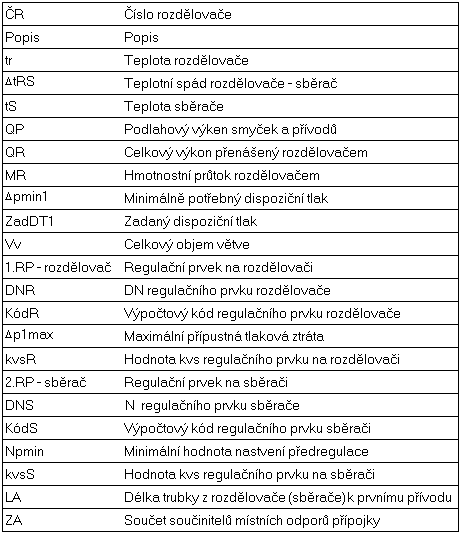 ČR Číslo rozdělovače
Popis Popis
tr Teplota rozdělovače
ΔtRS Teplotní spád rozdělovače - sběrač
tS Teplota sběrače
QP Podlahový výken smyček a přívodů
QR Celkový výkon přenášený rozdělovačem
MR Hmotnostní průtok rozdělovačem
Δpmin1 Minimálně potřebný dispoziční tlak
ZadDT1 Zadaný dispoziční tlak
Vv Celkový objem větve
1.RP - rozdělovač Regulační prvek na rozdělovači
DNR DN regulačního prvku rozdělovače
KódR Výpočtový kód regulačního prvku rozdělovače
Δp1max Maximální přípustná tlaková ztráta
kvsR Hodnota kvs regulačního prvku na rozdělovači
2.RP - sběrač Regulační prvek na sběrači
DNS N regulačního prvku sběrače
KódS Výpočtový kód regulačního prvku sběrači
Npmin Minimální hodnota nastvení předregulace
kvsS Hodnota kvs regulačního prvku na sběrači
LA Délka trubky z rozdělovače (sběrače) k prvnímu přívodu
ZA Součet součinitelů místních odporů přípojky